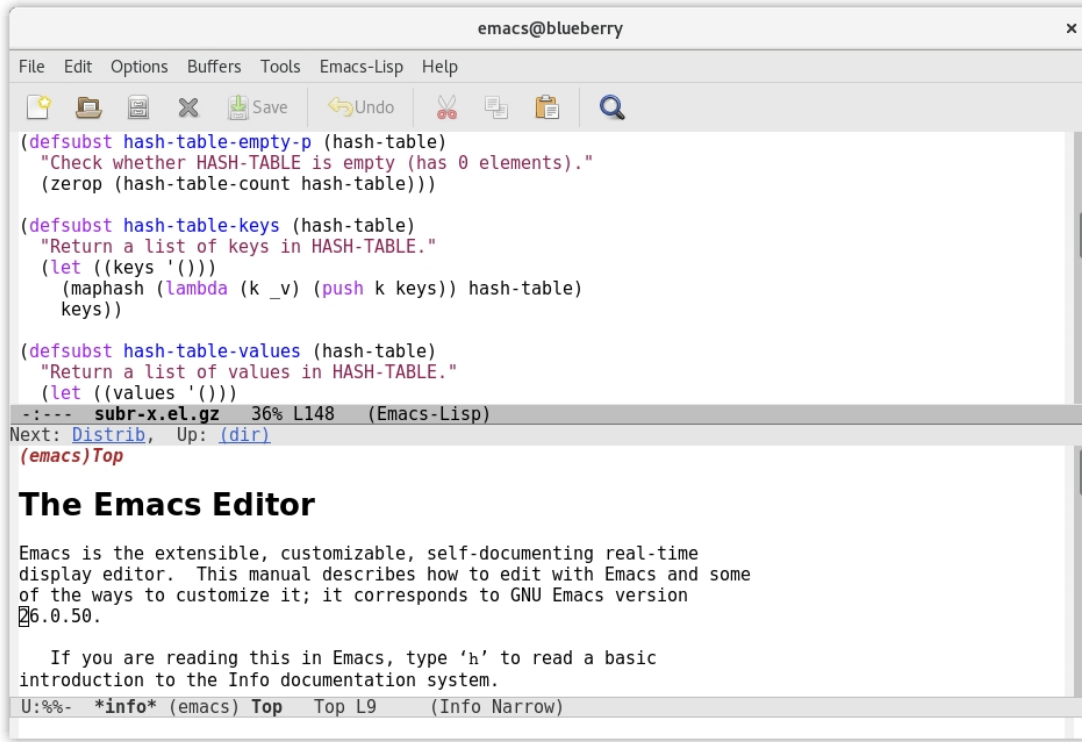 emacs@blueberry ×
File Edit Options Buffers Tools Emacs-Lisp Help
Save Undo
(defsubst hash-table-empty-p (hash-table)
  "Check whether HASH-TABLE is empty (has 0 elements)."
  (zerop (hash-table-count hash-table)))
(defsubst hash-table-keys (hash-table)
  "Return a list of keys in HASH-TABLE."
  (let ((keys '()))
    (maphash (lambda (k _v) (push k keys)) hash-table)
    keys))
(defsubst hash-table-values (hash-table)
  "Return a list of values in HASH-TABLE."
  (let ((values '()))
-:---  subr-x.el.gz   36% L148   (Emacs-Lisp)
Next: Distrib,  Up: (dir)
(emacs)Top
The Emacs Editor
Emacs is the extensible, customizable, self-documenting real-time
display editor.  This manual describes how to edit with Emacs and some
of the ways to customize it; it corresponds to GNU Emacs version
26.0.50.
   If you are reading this in Emacs, type ‘h’ to read a basic
introduction to the Info documentation system.
U:%%-  *info* (emacs) Top   Top L9     (Info Narrow)